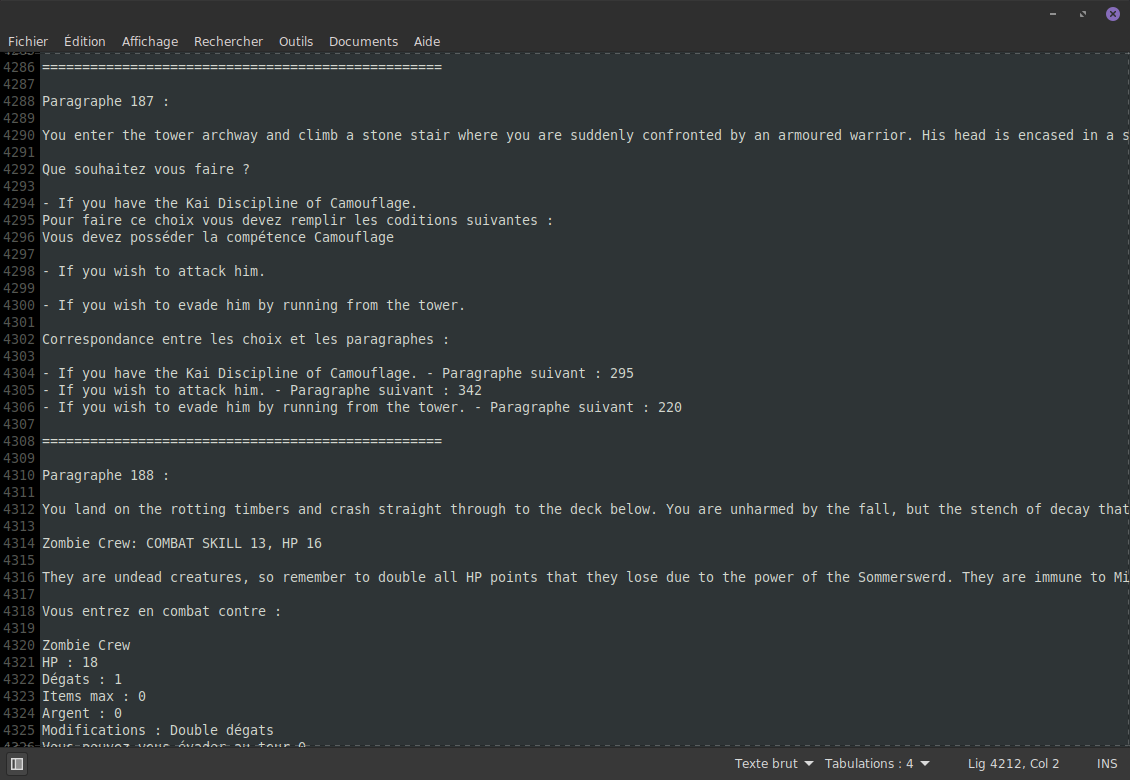 Fichier Édition Affichage Rechercher Outils Documents Aide
4286 ==================================================
4287
4288 Paragraphe 187 :
4289
4290 You enter the tower archway and climb a stone stair where you are suddenly confronted by an armoured warrior. His head is encased in a s
4291
4292 Que souhaitez vous faire ?
4293
4294 - If you have the Kai Discipline of Camouflage.
4295 Pour faire ce choix vous devez remplir les coditions suivantes :
4296 Vous devez posséder la compétence Camouflage
4297
4298 - If you wish to attack him.
4299
4300 - If you wish to evade him by running from the tower.
4301
4302 Correspondance entre les choix et les paragraphes :
4303
4304 - If you have the Kai Discipline of Camouflage. - Paragraphe suivant : 295
4305 - If you wish to attack him. - Paragraphe suivant : 342
4306 - If you wish to evade him by running from the tower. - Paragraphe suivant : 220
4307
4308 ==================================================
4309
4310 Paragraphe 188 :
4311
4312 You land on the rotting timbers and crash straight through to the deck below. You are unharmed by the fall, but the stench of decay that
4313
4314 Zombie Crew: COMBAT SKILL 13, HP 16
4315
4316 They are undead creatures, so remember to double all HP points that they lose due to the power of the Sommerswerd. They are immune to Mi
4317
4318 Vous entrez en combat contre :
4319
4320 Zombie Crew
4321 HP : 18
4322 Dégats : 1
4323 Items max : 0
4324 Argent : 0
4325 Modifications : Double dégats
4326 Vous pouvez vous évader au tour 0
Texte brut Tabulations : 4 Lig 4212, Col 2 INS